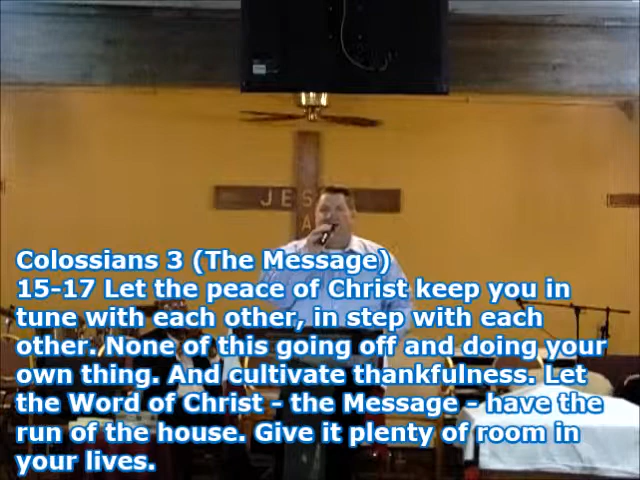 JES
A
Colossians 3 (The Message)
15-17 Let the peace of Christ keep you in
tune with each other, in step with each
other. None of this going off and doing your
own thing. And cultivate thankfulness. Let
the Word of Christ - the Message - have the
run of the house. Give it plenty of room in
your lives.